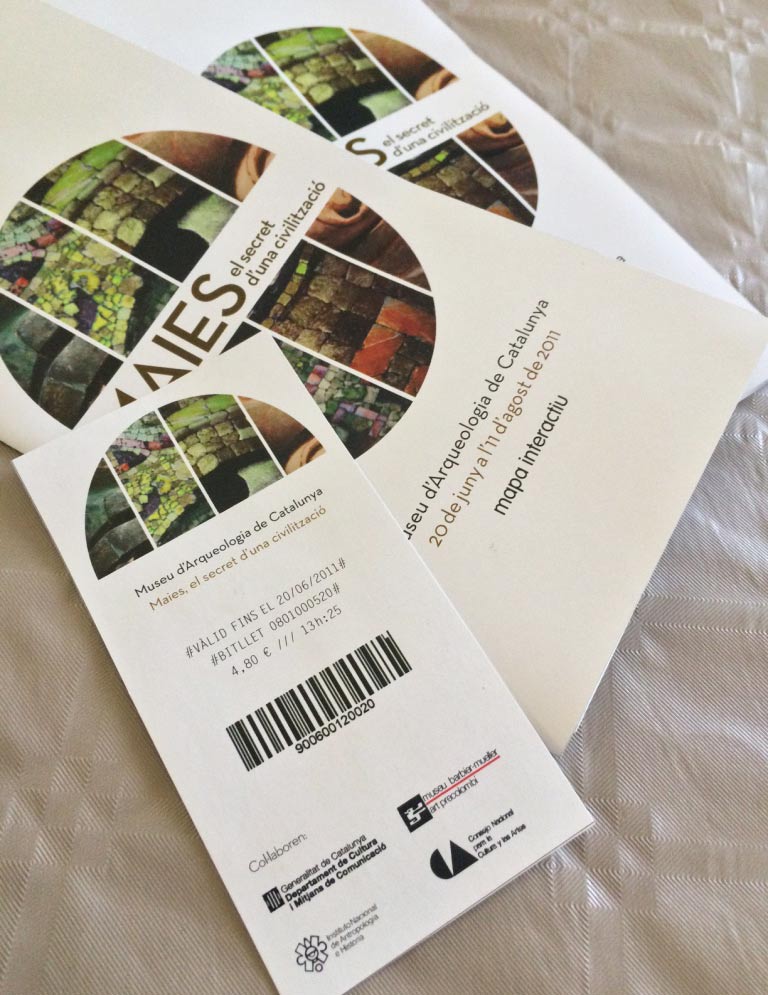 S
el secret
d'una civilització
MAIES
el secret
d'una civilització
Museu d'Arqueologia de Catalunya
20 de juny a l'11 d'agost de 2011
mapa interactiu
Museu d'Arqueologia de Catalunya
Maies, el secret d'una civilització
#VÀLID FINS EL 20/06/2011#
#BITLLET 0801000520#
4,80 € /// 13h:25
900600120020
Col·laboren:
Generalitat de Catalunya
Departament de Cultura
i Mitjans de Comunicació
museu barbier-mueller
art precolombí
Consejo Nacional
para la
Cultura y las Artes
Instituto Nacional
de Antropología
e Historia